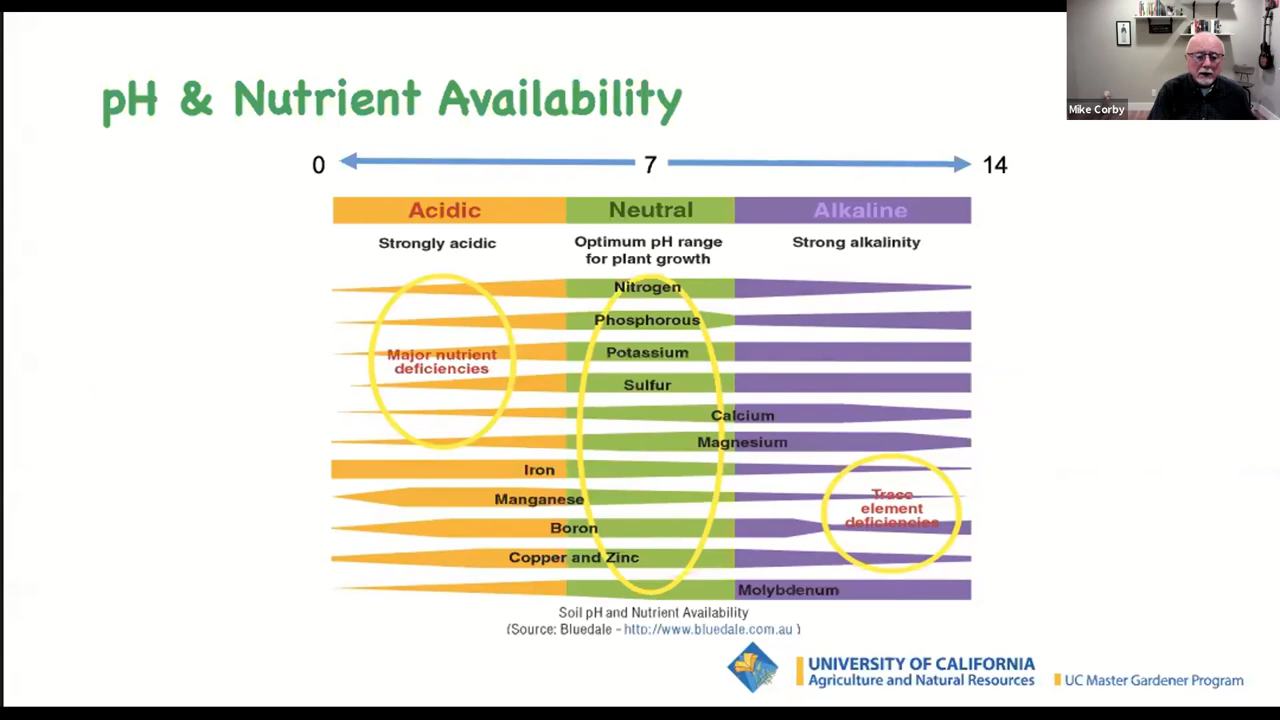 Mike Corby
pH & Nutrient Availability
0 7 14
Acidic Neutral Alkaline
Strongly acidic
Optimum pH range
for plant growth
Strong alkalinity
Nitrogen
Phosphorous
Potassium
Major nutrient
deficiencies
Sulfur
Calcium
Magnesium
Iron
Manganese
Trace
element
deficiencies
Boron
Copper and Zinc
Molybdenum
Soil pH and Nutrient Availability
(Source: Bluedale - http://www.bluedale.com.au )
UNIVERSITY OF CALIFORNIA
Agriculture and Natural Resources
UC Master Gardener Program